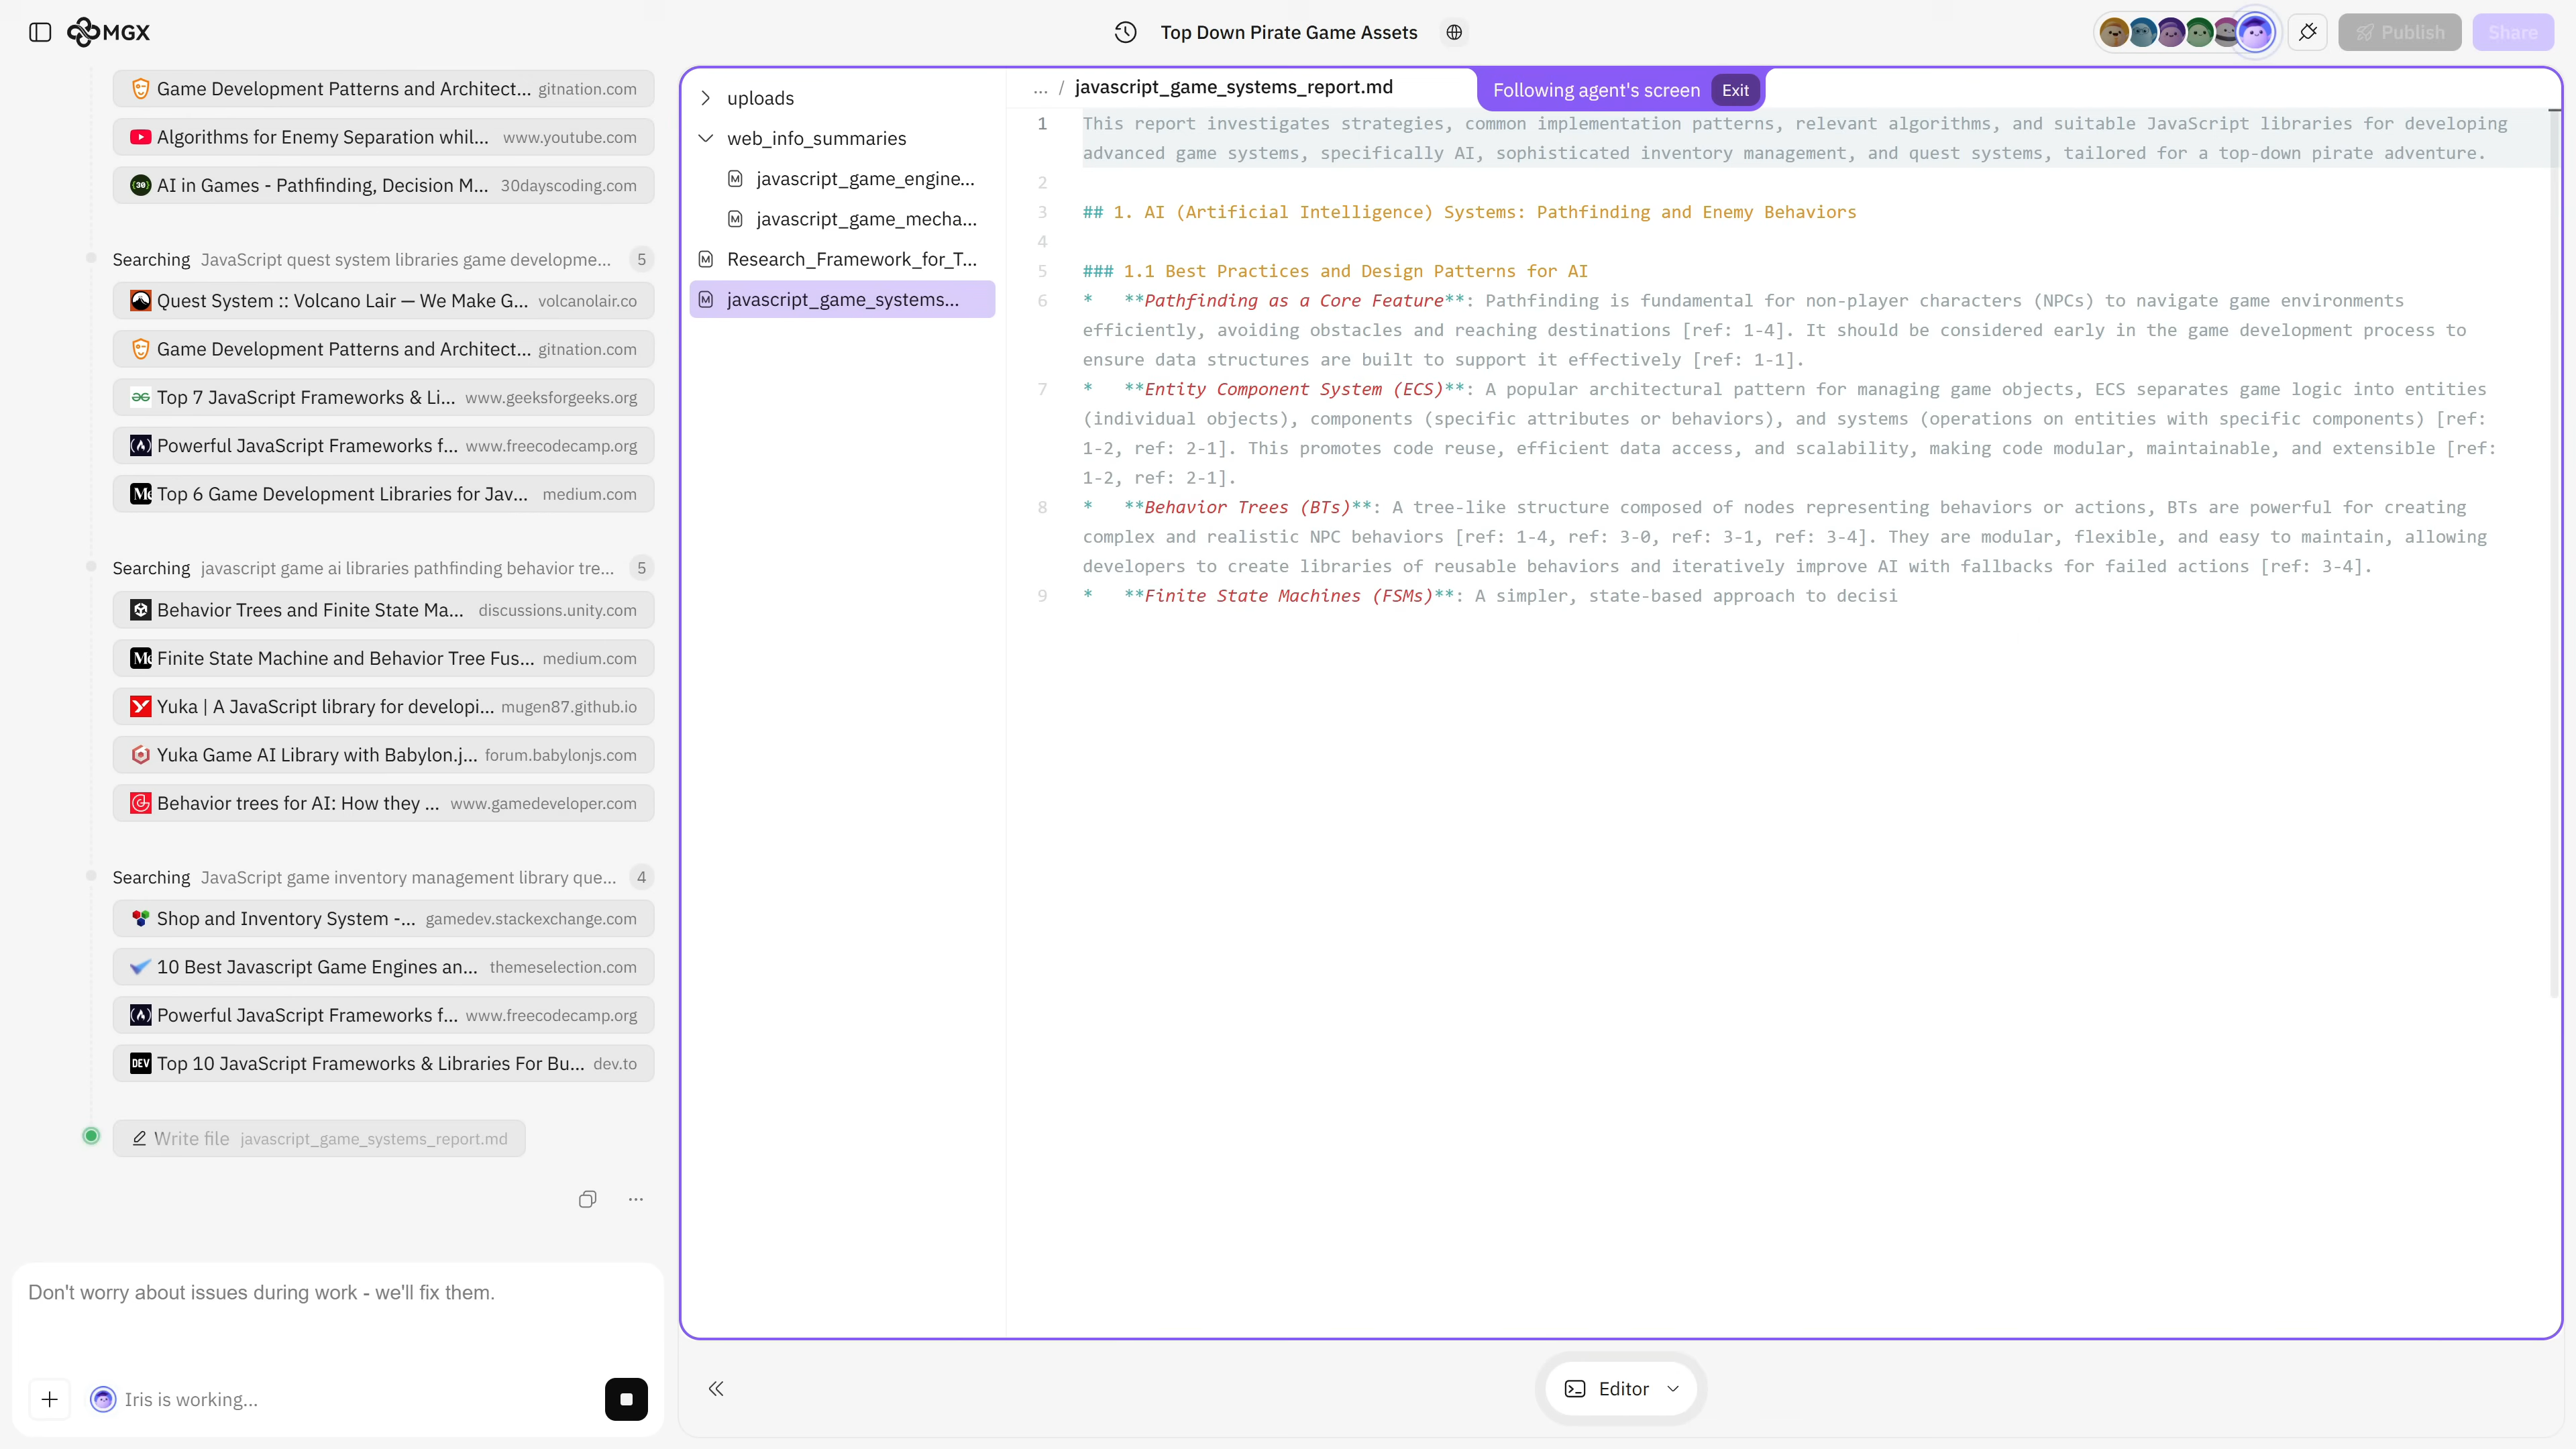 MGX
Top Down Pirate Game Assets
Publish
Share
Game Development Patterns and Architect... gitnation.com
Algorithms for Enemy Separation whil... www.youtube.com
(30) AI in Games - Pathfinding, Decision M... 30dayscoding.com
Searching JavaScript quest system libraries game developme... 5
Quest System :: Volcano Lair — We Make G... volcanolair.co
Game Development Patterns and Architect... gitnation.com
Top 7 JavaScript Frameworks & Li... www.geeksforgeeks.org
Powerful JavaScript Frameworks f... www.freecodecamp.org
Top 6 Game Development Libraries for Jav... medium.com
Searching javascript game ai libraries pathfinding behavior tre... 5
Behavior Trees and Finite State Ma... discussions.unity.com
Finite State Machine and Behavior Tree Fus... medium.com
Yuka | A JavaScript library for developi... mugen87.github.io
Yuka Game AI Library with Babylon.j... forum.babylonjs.com
Behavior trees for AI: How they ... www.gamedeveloper.com
Searching JavaScript game inventory management library que... 4
Shop and Inventory System -... gamedev.stackexchange.com
10 Best Javascript Game Engines an... themeselection.com
Powerful JavaScript Frameworks f... www.freecodecamp.org
DEV Top 10 JavaScript Frameworks & Libraries For Bu... dev.to
Write file javascript_game_systems_report.md
...
Don't worry about issues during work - we'll fix them.
Iris is working...
uploads
web_info_summaries
javascript_game_engine...
javascript_game_mecha...
Research_Framework_for_T...
javascript_game_systems...
... / javascript_game_systems_report.md
Following agent's screen Exit
1 This report investigates strategies, common implementation patterns, relevant algorithms, and suitable JavaScript libraries for developing
advanced game systems, specifically AI, sophisticated inventory management, and quest systems, tailored for a top-down pirate adventure.
2
3 ## 1. AI (Artificial Intelligence) Systems: Pathfinding and Enemy Behaviors
4
5 ### 1.1 Best Practices and Design Patterns for AI
6 * **Pathfinding as a Core Feature**: Pathfinding is fundamental for non-player characters (NPCs) to navigate game environments
efficiently, avoiding obstacles and reaching destinations [ref: 1-4]. It should be considered early in the game development process to
ensure data structures are built to support it effectively [ref: 1-1].
7 * **Entity Component System (ECS)**: A popular architectural pattern for managing game objects, ECS separates game logic into entities
(individual objects), components (specific attributes or behaviors), and systems (operations on entities with specific components) [ref:
1-2, ref: 2-1]. This promotes code reuse, efficient data access, and scalability, making code modular, maintainable, and extensible [ref:
1-2, ref: 2-1].
8 * **Behavior Trees (BTs)**: A tree-like structure composed of nodes representing behaviors or actions, BTs are powerful for creating
complex and realistic NPC behaviors [ref: 1-4, ref: 3-0, ref: 3-1, ref: 3-4]. They are modular, flexible, and easy to maintain, allowing
developers to create libraries of reusable behaviors and iteratively improve AI with fallbacks for failed actions [ref: 3-4].
9 * **Finite State Machines (FSMs)**: A simpler, state-based approach to decisi
Editor